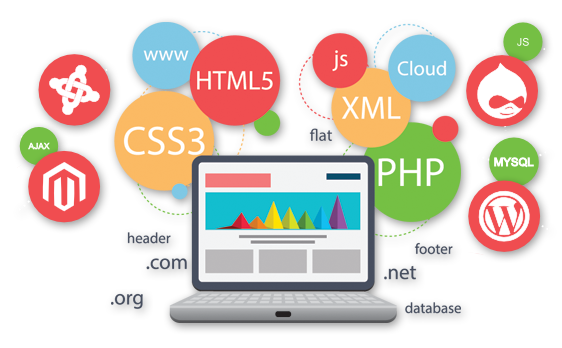 www
js
JS
HTML5
Cloud
XML
flat
AJAX
CSS3
MYSQL
PHP
header
footer
.com
.net
.org
database